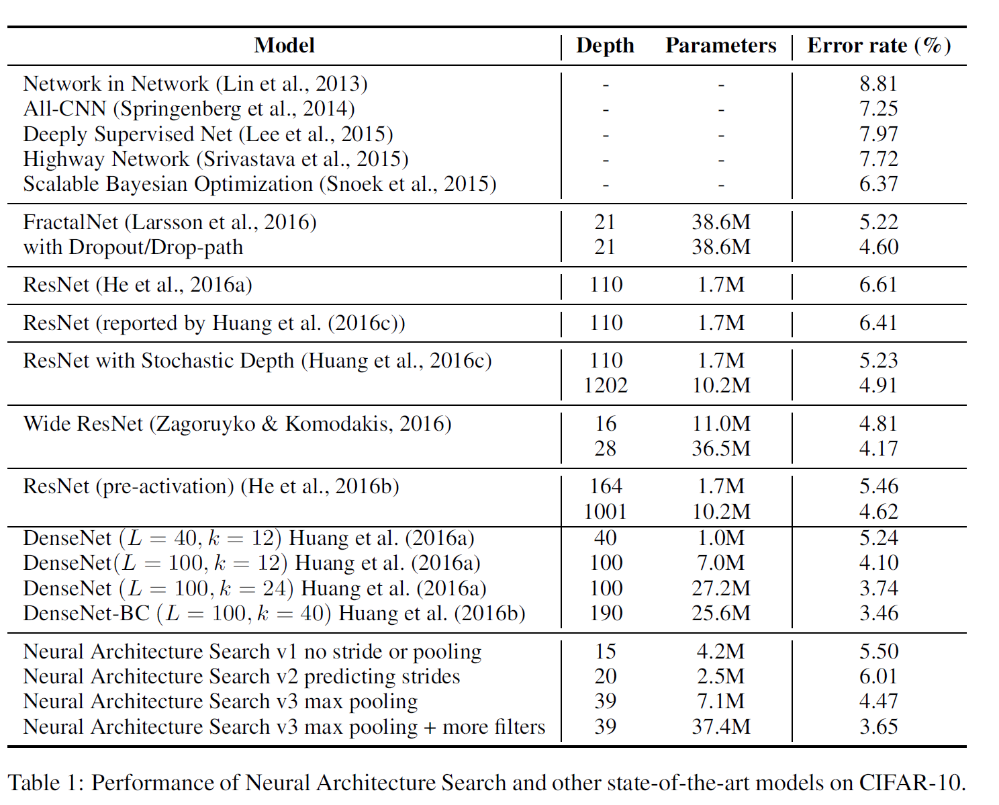 Model Depth Parameters Error rate (%)
Network in Network (Lin et al., 2013) - - 8.81
All-CNN (Springenberg et al., 2014) - - 7.25
Deeply Supervised Net (Lee et al., 2015) - - 7.97
Highway Network (Srivastava et al., 2015) - - 7.72
Scalable Bayesian Optimization (Snoek et al., 2015) - - 6.37
FractalNet (Larsson et al., 2016) 21 38.6M 5.22
with Dropout/Drop-path 21 38.6M 4.60
ResNet (He et al., 2016a) 110 1.7M 6.61
ResNet (reported by Huang et al. (2016c)) 110 1.7M 6.41
ResNet with Stochastic Depth (Huang et al., 2016c) 110 1.7M 5.23
1202 10.2M 4.91
Wide ResNet (Zagoruyko & Komodakis, 2016) 16 11.0M 4.81
28 36.5M 4.17
ResNet (pre-activation) (He et al., 2016b) 164 1.7M 5.46
1001 10.2M 4.62
DenseNet (L = 40, k = 12) Huang et al. (2016a) 40 1.0M 5.24
DenseNet(L = 100, k = 12) Huang et al. (2016a) 100 7.0M 4.10
DenseNet (L = 100, k = 24) Huang et al. (2016a) 100 27.2M 3.74
DenseNet-BC (L = 100, k = 40) Huang et al. (2016b) 190 25.6M 3.46
Neural Architecture Search v1 no stride or pooling 15 4.2M 5.50
Neural Architecture Search v2 predicting strides 20 2.5M 6.01
Neural Architecture Search v3 max pooling 39 7.1M 4.47
Neural Architecture Search v3 max pooling + more filters 39 37.4M 3.65
Table 1: Performance of Neural Architecture Search and other state-of-the-art models on CIFAR-10.